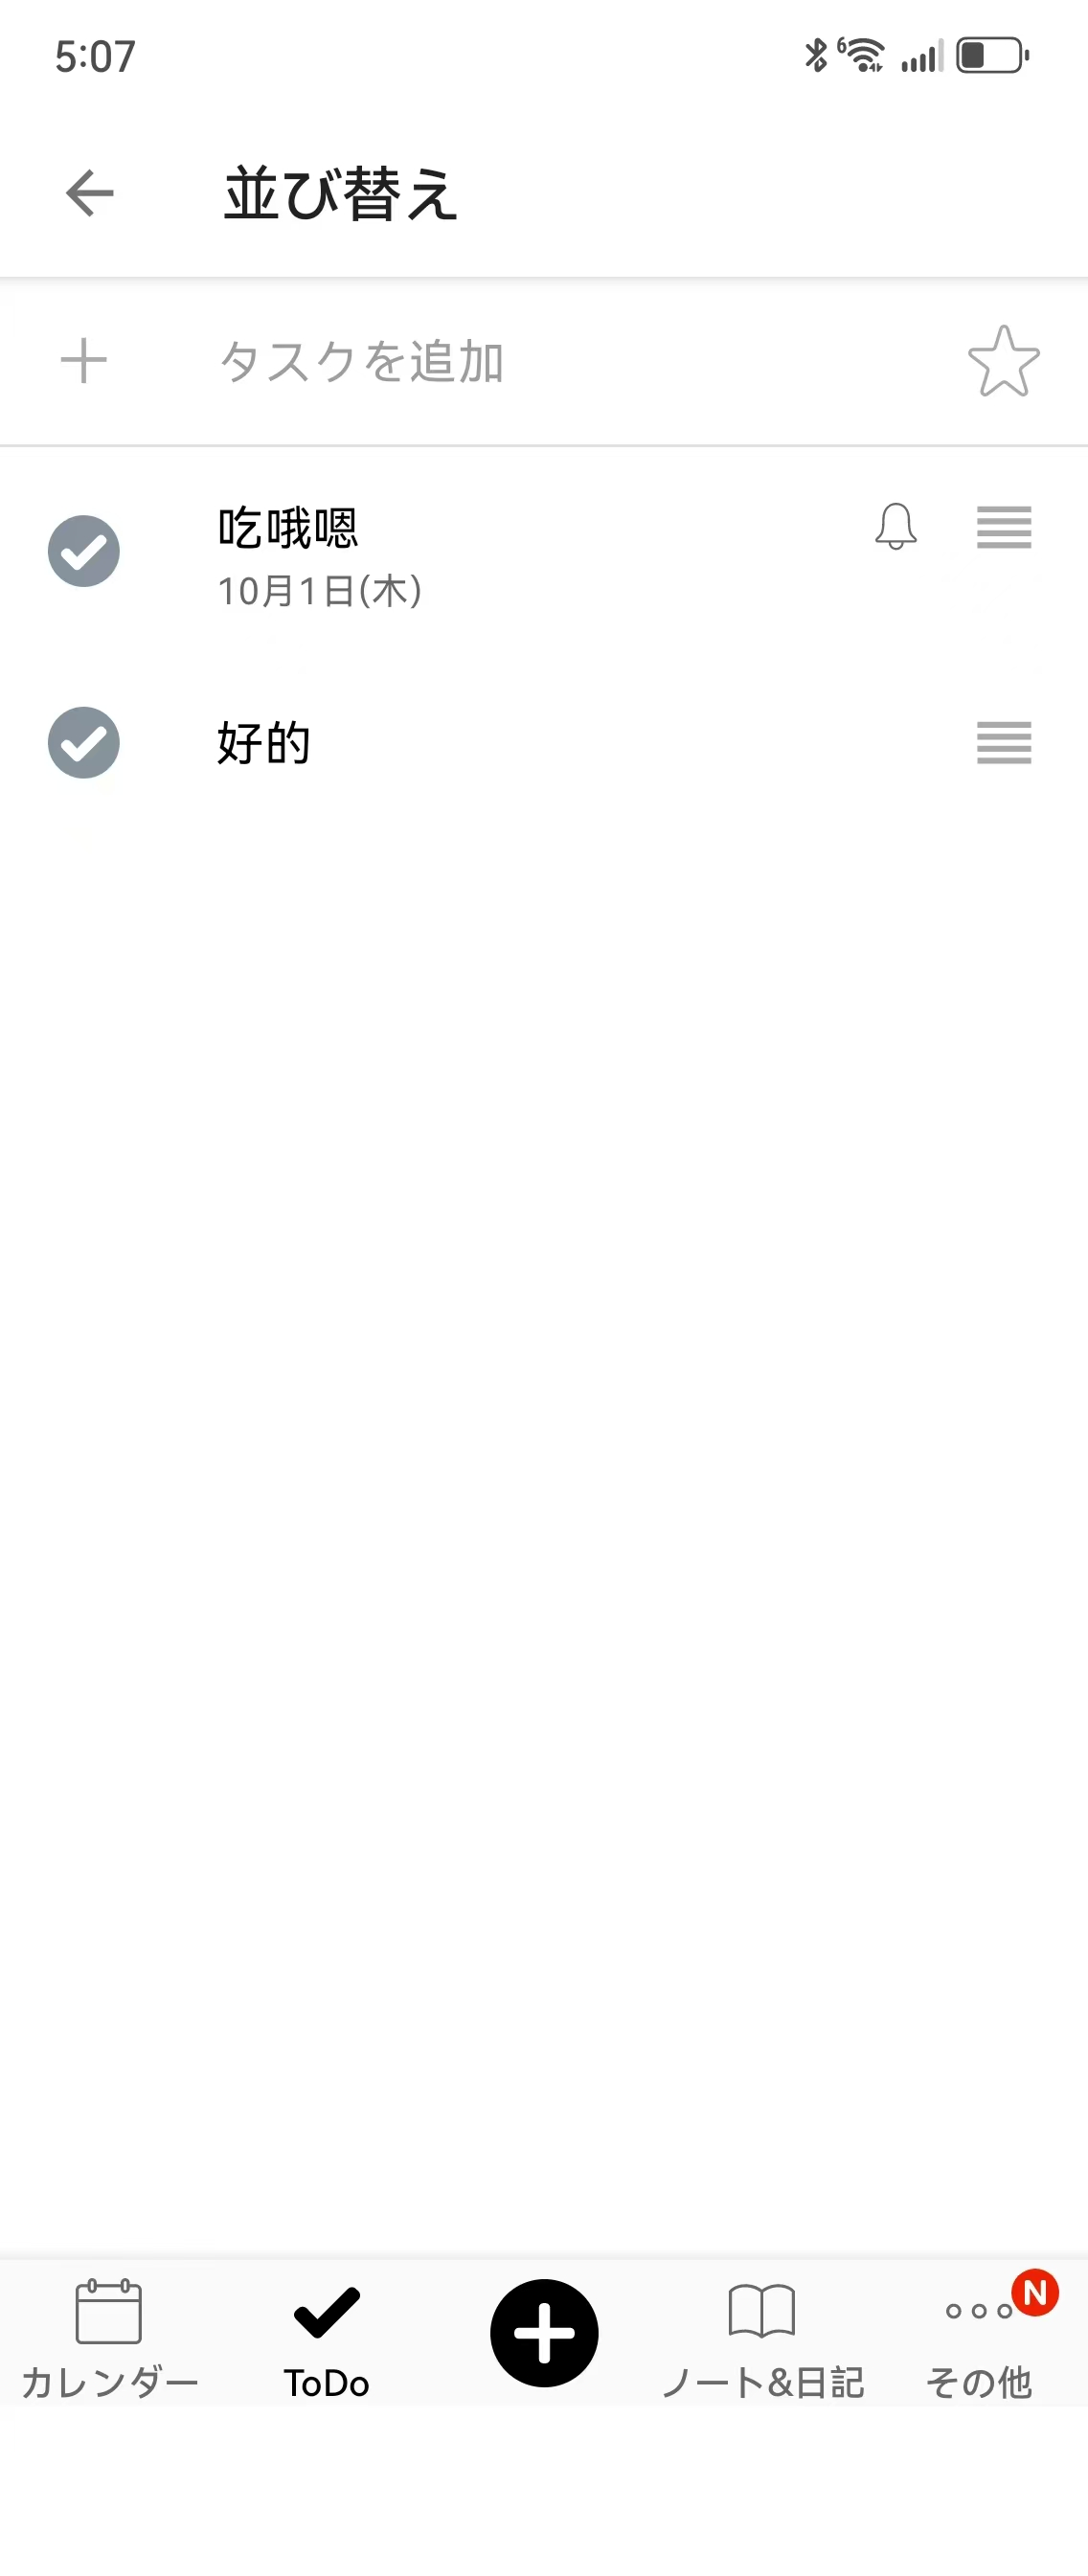 5:07
6
並び替え
タスクを追加
吃哦嗯
10月1日(木)
好的
N
カレンダー
ToDo
ノート&日記
その他